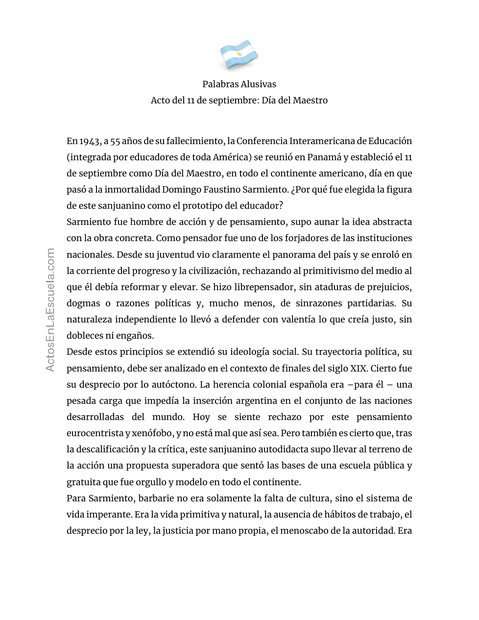 Palabras Alusivas
Acto del 11 de septiembre: Día del Maestro
En 1943, a 55 años de su fallecimiento, la Conferencia Interamericana de Educación
(integrada por educadores de toda América) se reunió en Panamá y estableció el 11
de septiembre como Día del Maestro, en todo el continente americano, día en que
pasó a la inmortalidad Domingo Faustino Sarmiento. ¿Por qué fue elegida la figura
de este sanjuanino como el prototipo del educador?
Sarmiento fue hombre de acción y de pensamiento, supo aunar la idea abstracta
con la obra concreta. Como pensador fue uno de los forjadores de las instituciones
nacionales. Desde su juventud vio claramente el panorama del país y se enroló en
la corriente del progreso y la civilización, rechazando al primitivismo del medio al
que él debía reformar y elevar. Se hizo librepensador, sin ataduras de prejuicios,
dogmas o razones políticas y, mucho menos, de sinrazones partidarias. Su
naturaleza independiente lo llevó a defender con valentía lo que creía justo, sin
dobleces ni engaños.
Desde estos principios se extendió su ideología social. Su trayectoria política, su
pensamiento, debe ser analizado en el contexto de finales del siglo XIX. Cierto fue
su desprecio por lo autóctono. La herencia colonial española era –para él – una
pesada carga que impedía la inserción argentina en el conjunto de las naciones
desarrolladas del mundo. Hoy se siente rechazo por este pensamiento
eurocentrista y xenófobo, y no está mal que así sea. Pero también es cierto que, tras
la descalificación y la crítica, este sanjuanino autodidacta supo llevar al terreno de
la acción una propuesta superadora que sentó las bases de una escuela pública y
gratuita que fue orgullo y modelo en todo el continente.
Para Sarmiento, barbarie no era solamente la falta de cultura, sino el sistema de
vida imperante. Era la vida primitiva y natural, la ausencia de hábitos de trabajo, el
desprecio por la ley, la justicia por mano propia, el menoscabo de la autoridad. Era
ActosEnLaEscuela.com